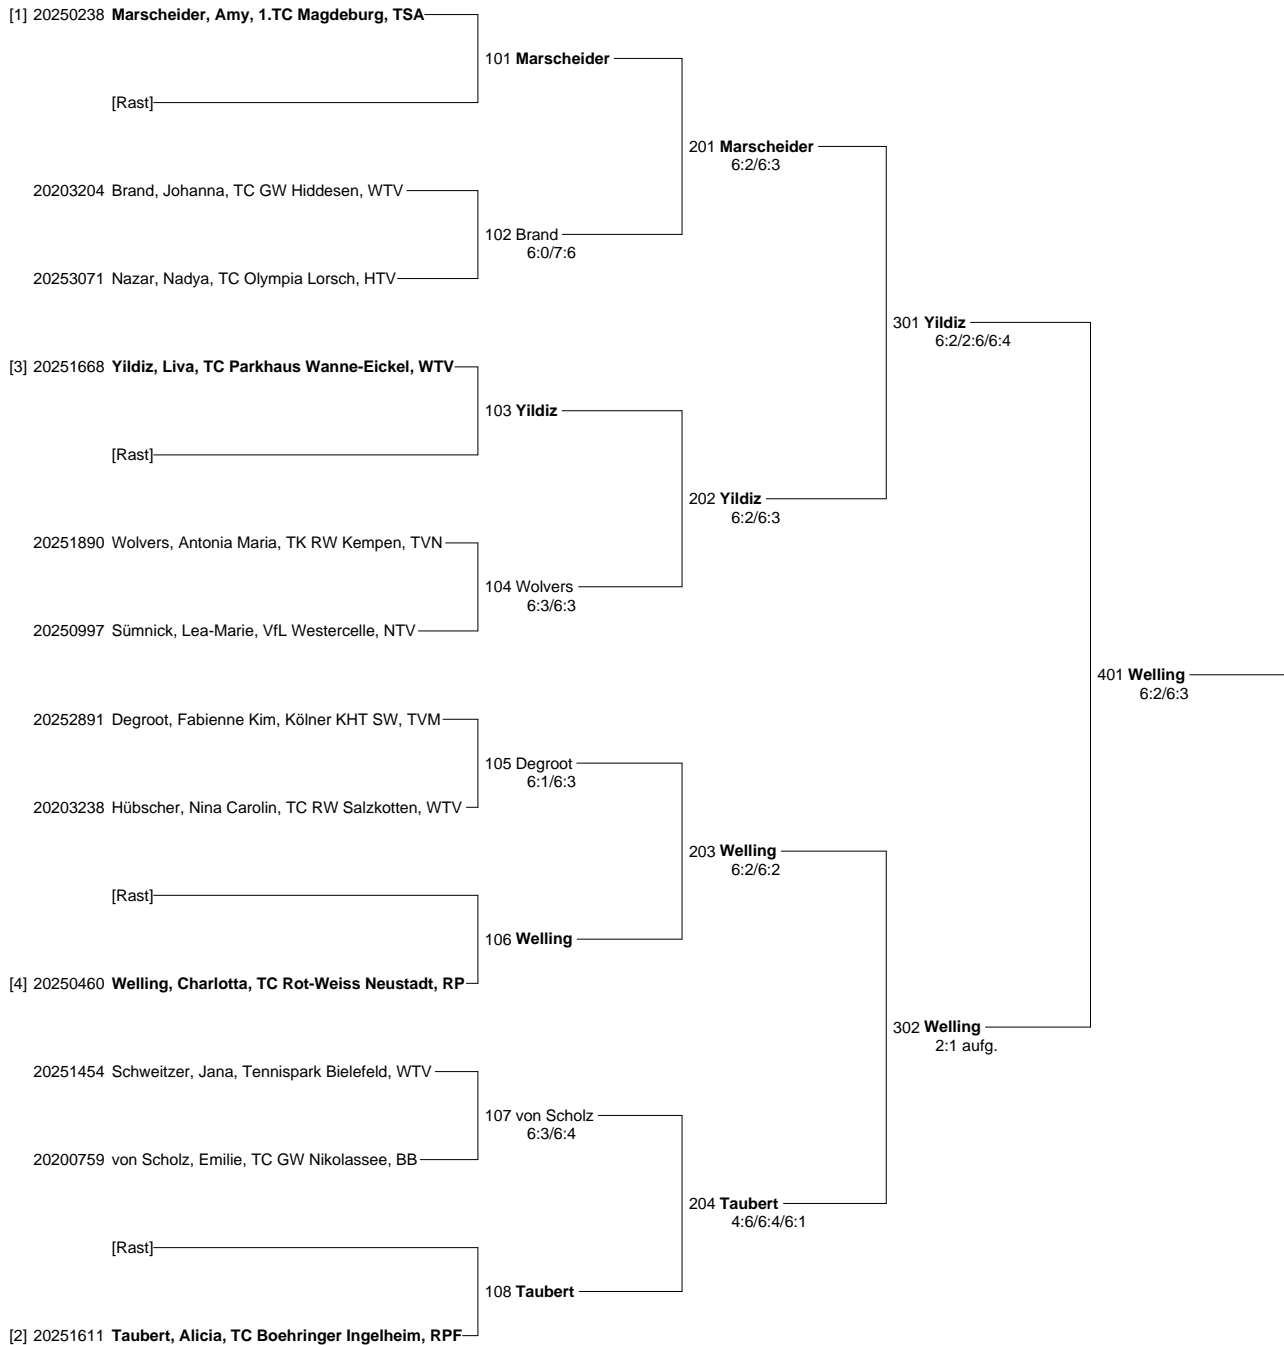 [1] 20250238 Marscheider, Amy, 1.TC Magdeburg, TSA
101 Marscheider
[Rast]
201 Marscheider
6:2/6:3
20203204 Brand, Johanna, TC GW Hiddesen, WTV
102 Brand
6:0/7:6
20253071 Nazar, Nadya, TC Olympia Lorsch, HTV
301 Yildiz
6:2/2:6/6:4
[3] 20251668 Yildiz, Liva, TC Parkhaus Wanne-Eickel, WTV
103 Yildiz
[Rast]
202 Yildiz
6:2/6:3
20251890 Wolvers, Antonia Maria, TK RW Kempen, TVN
104 Wolvers
6:3/6:3
20250997 Sümnick, Lea-Marie, VfL Westercelle, NTV
401 Welling
6:2/6:3
20252891 Degroot, Fabienne Kim, Kölner KHT SW, TVM
105 Degroot
6:1/6:3
20203238 Hübscher, Nina Carolin, TC RW Salzkotten, WTV
203 Welling
6:2/6:2
[Rast]
106 Welling
[4] 20250460 Welling, Charlotta, TC Rot-Weiss Neustadt, RP
302 Welling
2:1 aufg.
20251454 Schweitzer, Jana, Tennispark Bielefeld, WTV
107 von Scholz
6:3/6:4
20200759 von Scholz, Emilie, TC GW Nikolassee, BB
204 Taubert
4:6/6:4/6:1
[Rast]
108 Taubert
[2] 20251611 Taubert, Alicia, TC Boehringer Ingelheim, RPF